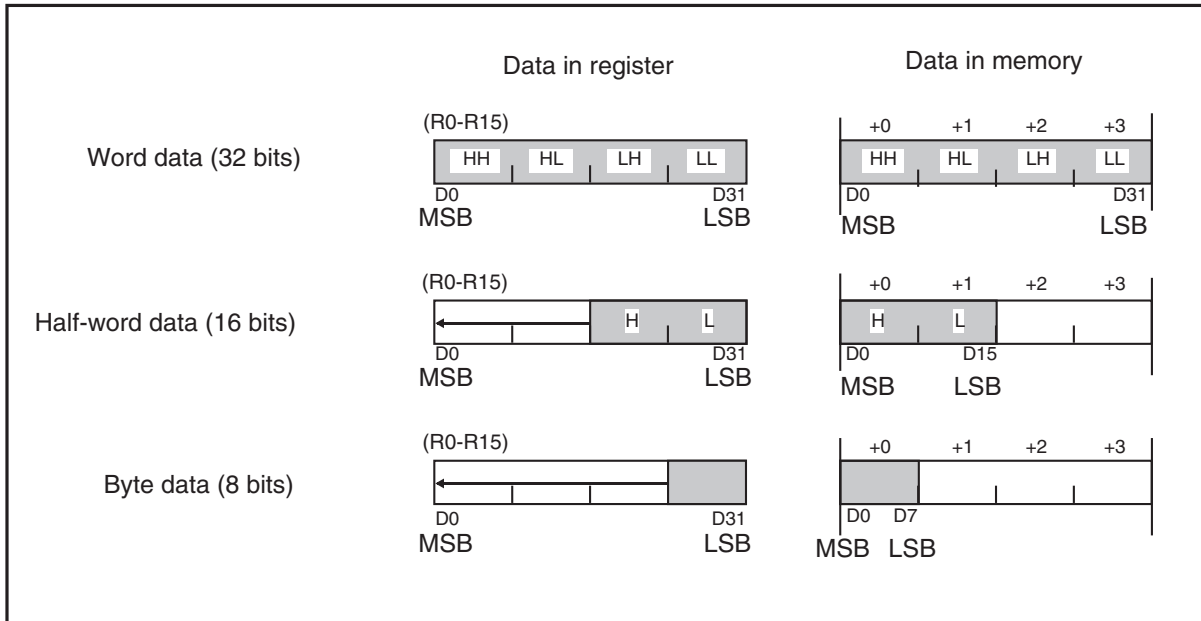 Data in register
Data in memory
Word data (32 bits)
(R0-R15)
HH HL LH LL
D0 D31
MSB LSB
+0 +1 +2 +3
HH HL LH LL
D0 D31
MSB LSB
Half-word data (16 bits)
(R0-R15)
H L
D0 D31
MSB LSB
+0 +1 +2 +3
H L
D0 D15
MSB LSB
Byte data (8 bits)
(R0-R15)
D0 D31
MSB LSB
+0 +1 +2 +3
D0 D7
MSB LSB